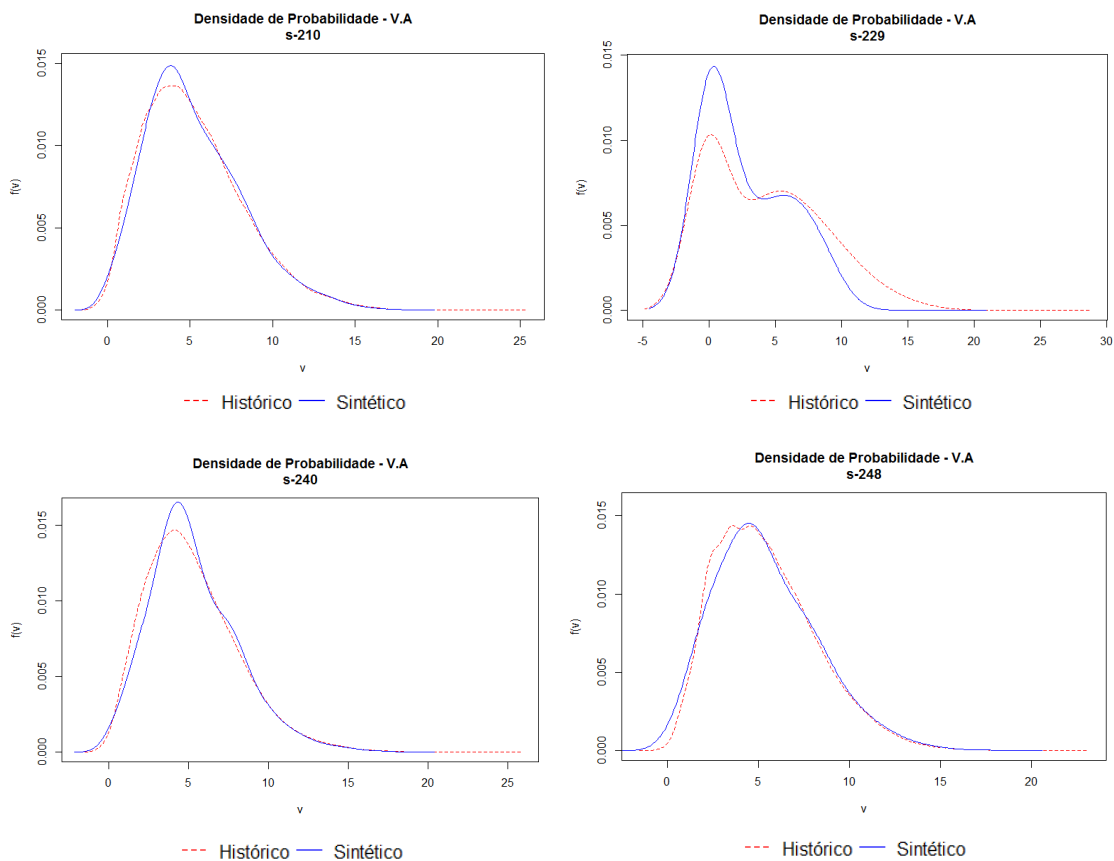 Densidade de Probabilidade - V.A
s-210
0.015
0.010
0.005
0.000
f(v)
0 5 10 15 20 25
v
Histórico Sintético
Densidade de Probabilidade - V.A
s-229
0.015
0.010
0.005
0.000
f(v)
-5 0 5 10 15 20 25 30
v
Histórico Sintético
Densidade de Probabilidade - V.A
s-240
0.015
0.010
0.005
0.000
f(v)
0 5 10 15 20 25
v
Histórico Sintético
Densidade de Probabilidade - V.A
s-248
0.015
0.010
0.005
0.000
f(v)
0 5 10 15 20
v
Histórico Sintético